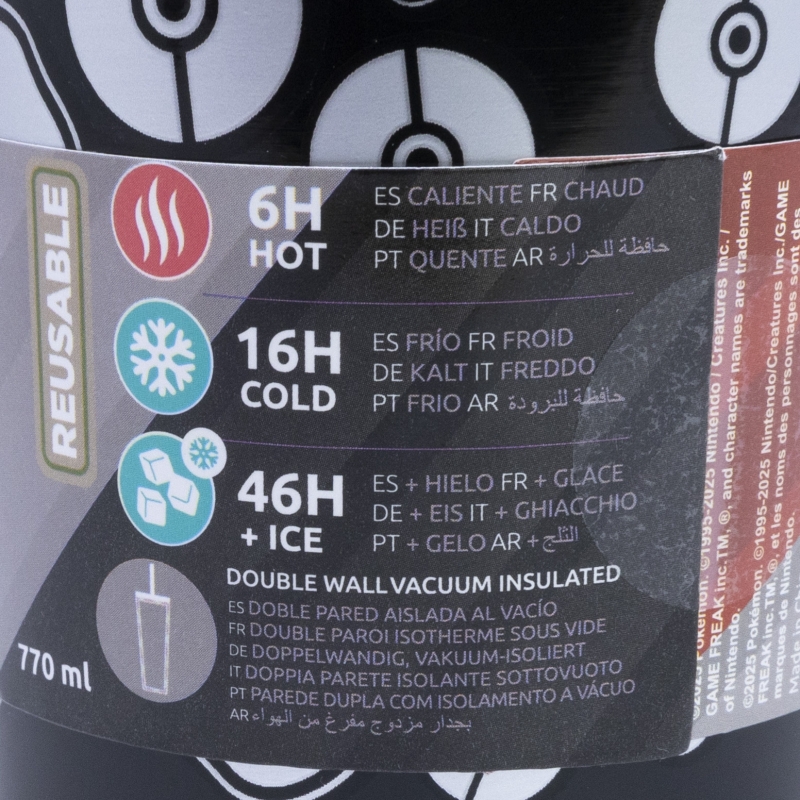 REUSABLE
6H
HOT
ES CALIENTE FR CHAUD
DE HEIß IT CALDO
PT QUENTE AR حافظة للحرارة
16H
COLD
ES FRÍO FR FROID
DE KALT IT FREDDO
PT FRIO AR حافظة للبرودة
46H
+ ICE
ES + HIELO FR + GLACE
DE + EIS IT + GHIACCHIO
PT + GELO AR + الثلج
770 ml
DOUBLE WALL VACUUM INSULATED
ES DOBLE PARED AISLADA AL VACÍO
FR DOUBLE PAROI ISOTHERME SOUS VIDE
DE DOPPELWANDIG, VAKUUM-ISOLIERT
IT DOPPIA PARETE ISOLANTE SOTTOVUOTO
PT PAREDE DUPLA COM ISOLAMENTO A VÁCUO
AR بجدار مزدوج مفرغ من الهواء
Pokémon. ©1995-2025 Nintendo / Creatures Inc. /
GAME FREAK inc.TM, ®, and character names are trademarks
of Nintendo.
©2025 Pokémon. ©1995-2025 Nintendo/Creatures Inc./GAME
FREAK inc.TM, ®, et les noms des personnages sont des
marques de Nintendo.
Made in